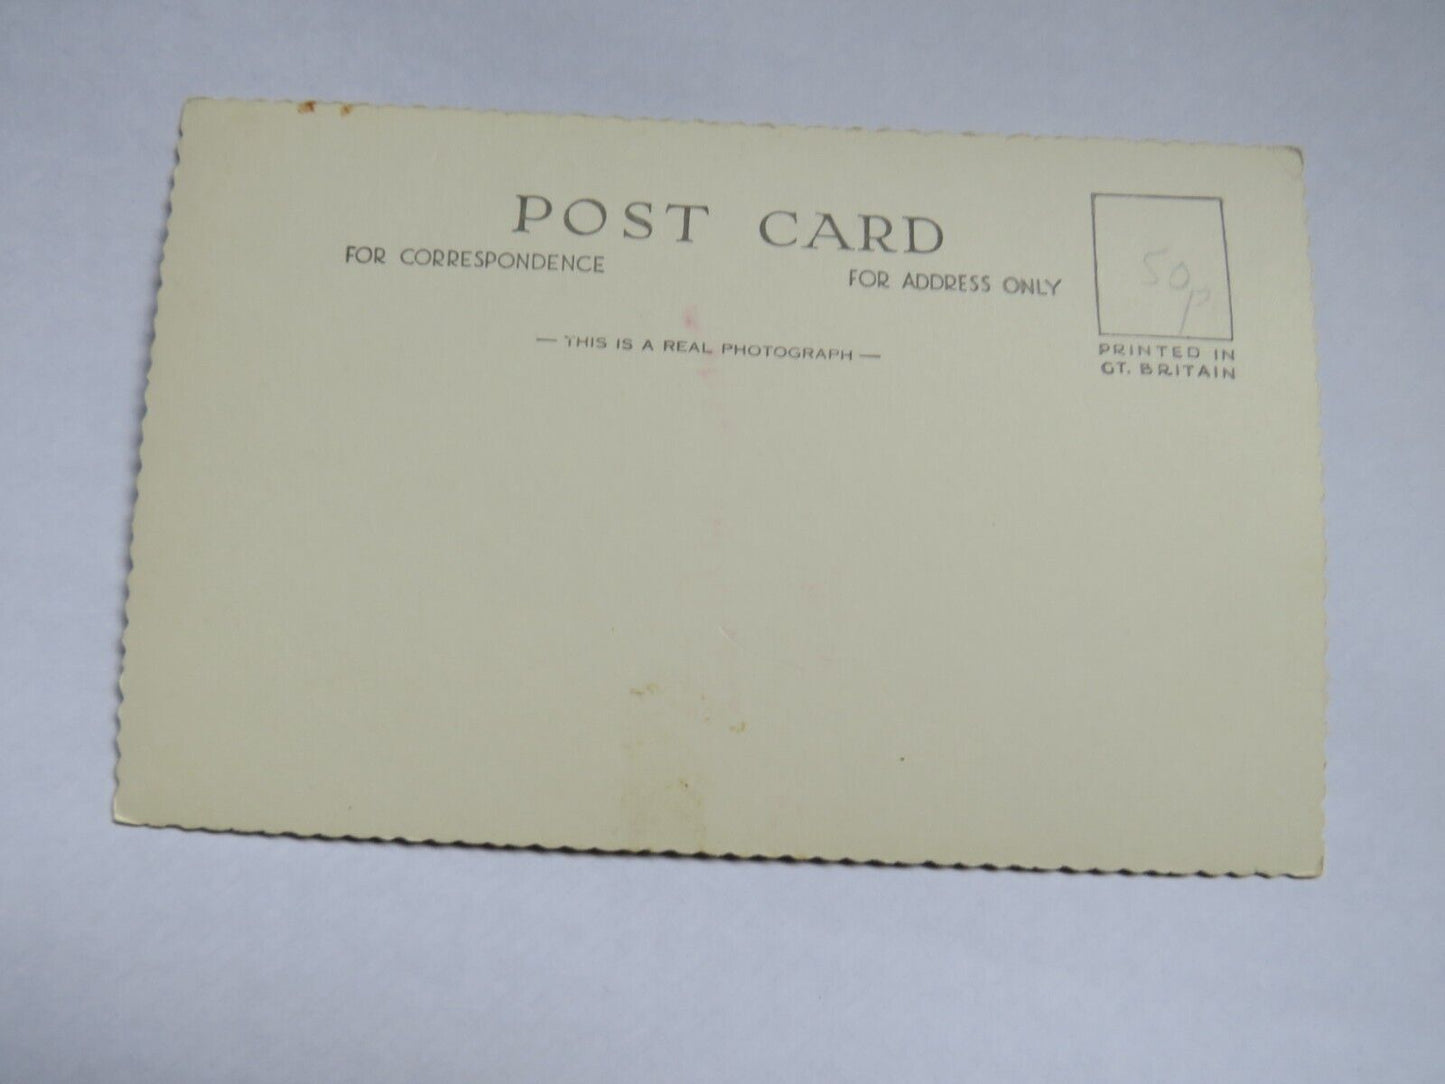 POST CARD
FOR CORRESPONDENCE
FOR ADDRESS ONLY
50p
— THIS IS A REAL PHOTOGRAPH —
PRINTED IN
GT. BRITAIN